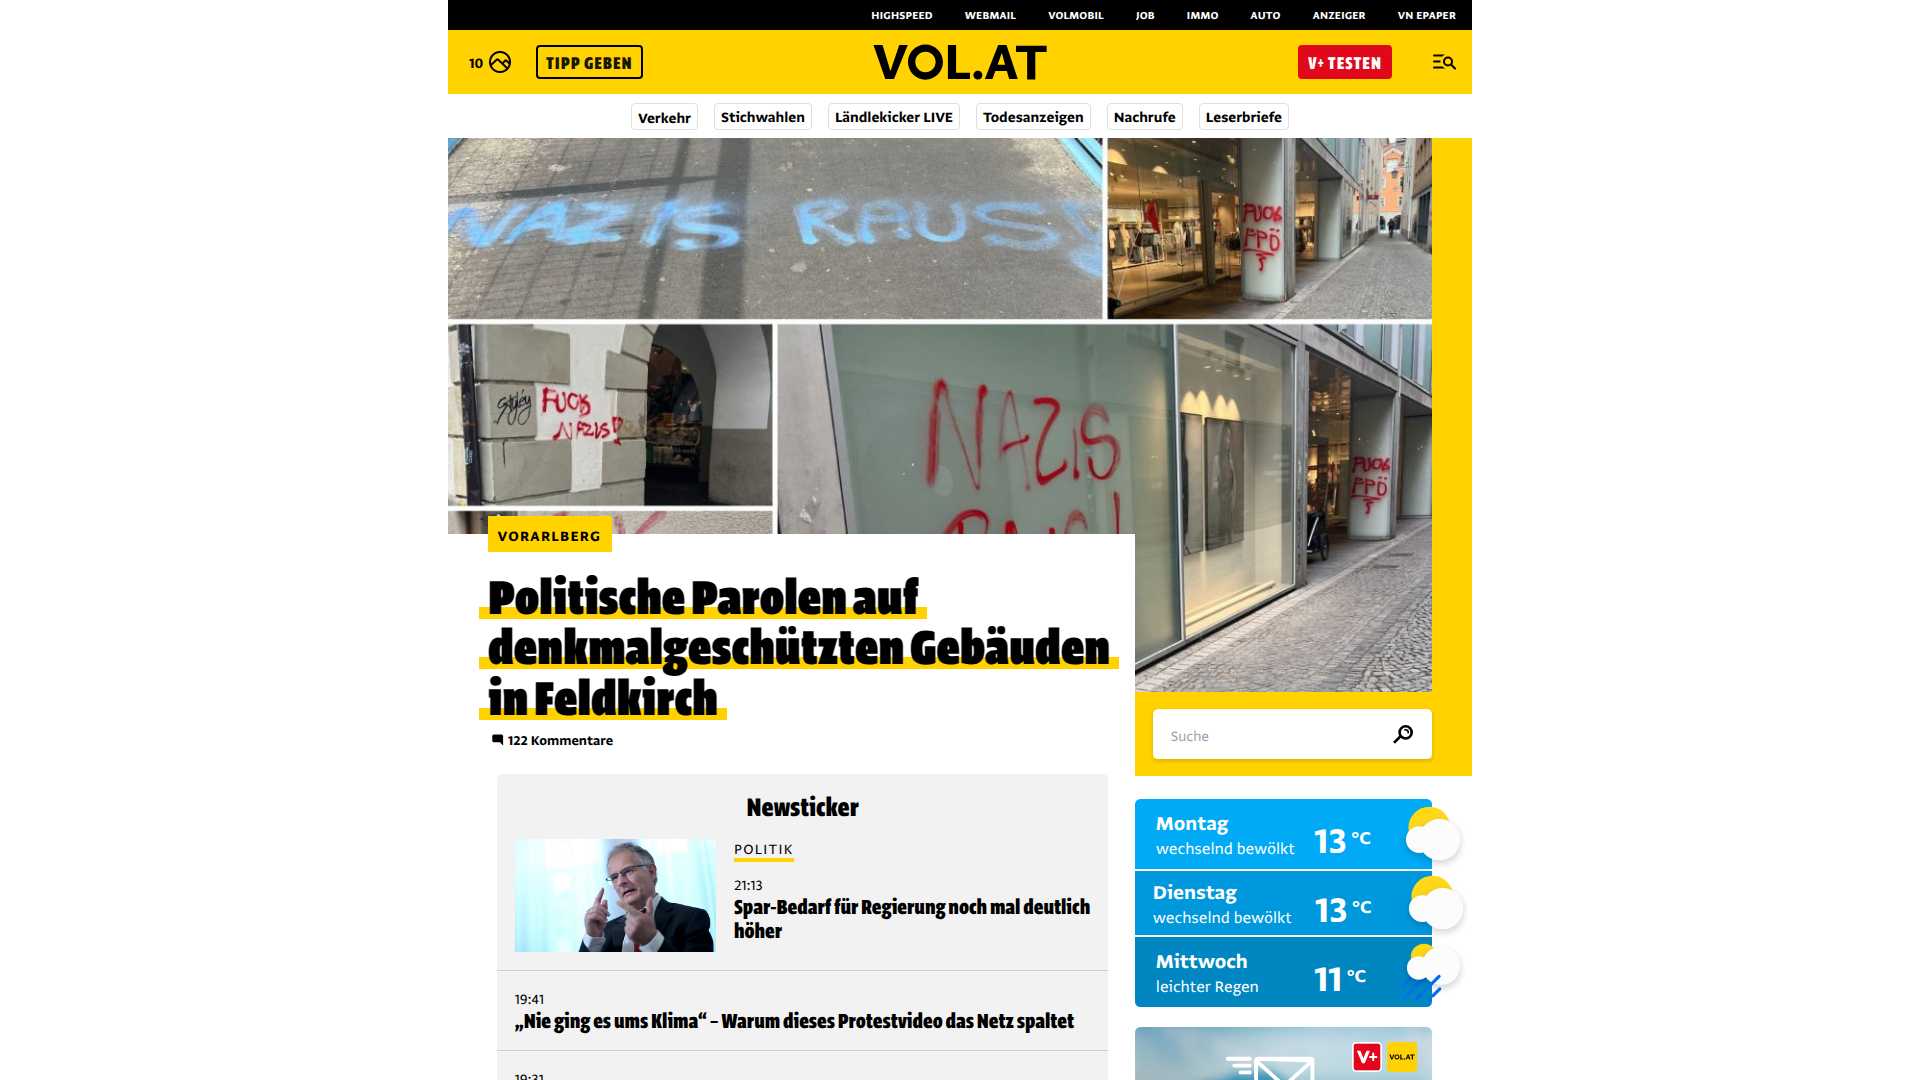 HIGHSPEED WEBMAIL VOLMOBIL JOB IMMO AUTO ANZEIGER VN EPAPER
10 TIPP GEBEN VOL.AT V+ TESTEN
Verkehr Stichwahlen Ländlekicker LIVE Todesanzeigen Nachrufe Leserbriefe
NAZIS RAUS!
FUCK
FPÖ
FUCK
NAZIS!
NAZIS
RAUS!
FUCK
FPÖ
VORARLBERG
Politische Parolen auf
denkmalgeschützten Gebäuden
in Feldkirch
122 Kommentare
Suche
Newsticker
POLITIK
21:13
Spar-Bedarf für Regierung noch mal deutlich
höher
19:41
„Nie ging es ums Klima“ – Warum dieses Protestvideo das Netz spaltet
19:31
Montag
wechselnd bewölkt 13 °C
Dienstag
wechselnd bewölkt 13 °C
Mittwoch
leichter Regen 11 °C
V+ VOL.AT